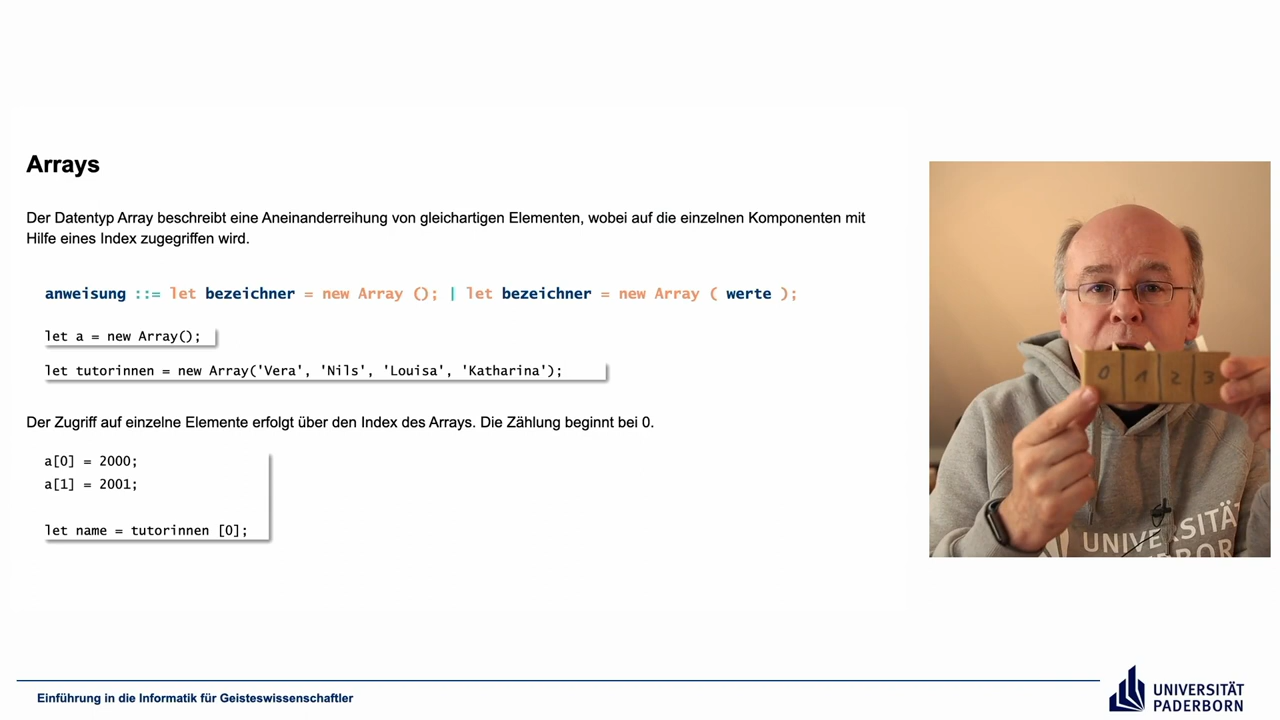 Arrays
Der Datentyp Array beschreibt eine Aneinanderreihung von gleichartigen Elementen, wobei auf die einzelnen Komponenten mit
Hilfe eines Index zugegriffen wird.
anweisung ::= let bezeichner = new Array (); | let bezeichner = new Array ( werte );
let a = new Array();
let tutorinnen = new Array('Vera', 'Nils', 'Louisa', 'Katharina');
Der Zugriff auf einzelne Elemente erfolgt über den Index des Arrays. Die Zählung beginnt bei 0.
a[0] = 2000;
a[1] = 2001;
let name = tutorinnen [0];
0 1 2 3
UNIVERSITÄ
Einführung in die Informatik für Geisteswissenschaftler
UNIVERSITÄT
PADERBORN